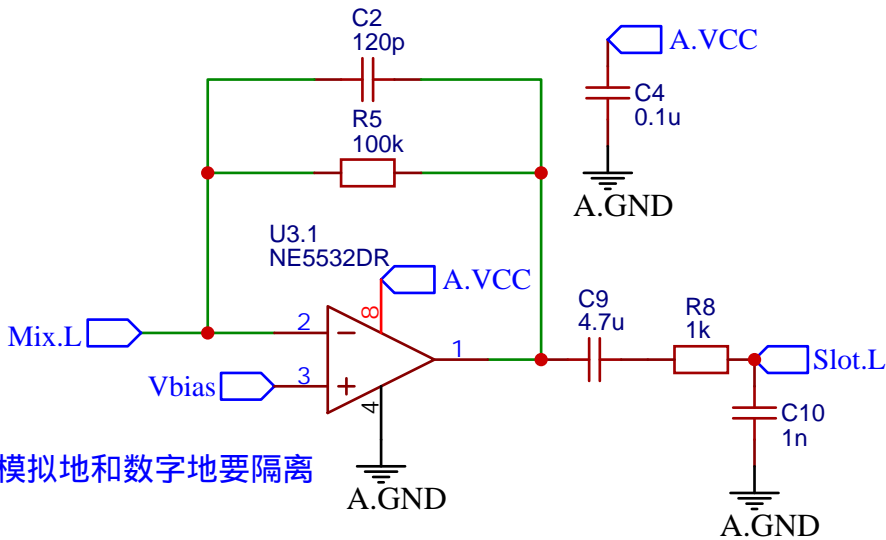 C2
120p
R5
100k
A.VCC
C4
0.1u
A.GND
U3.1
NE5532DR
8
A.VCC
Mix.L
2
1
Vbias
3
4
C9
4.7u
R8
1k
Slot.L
C10
1n
模拟地和数字地要隔离
A.GND
A.GND